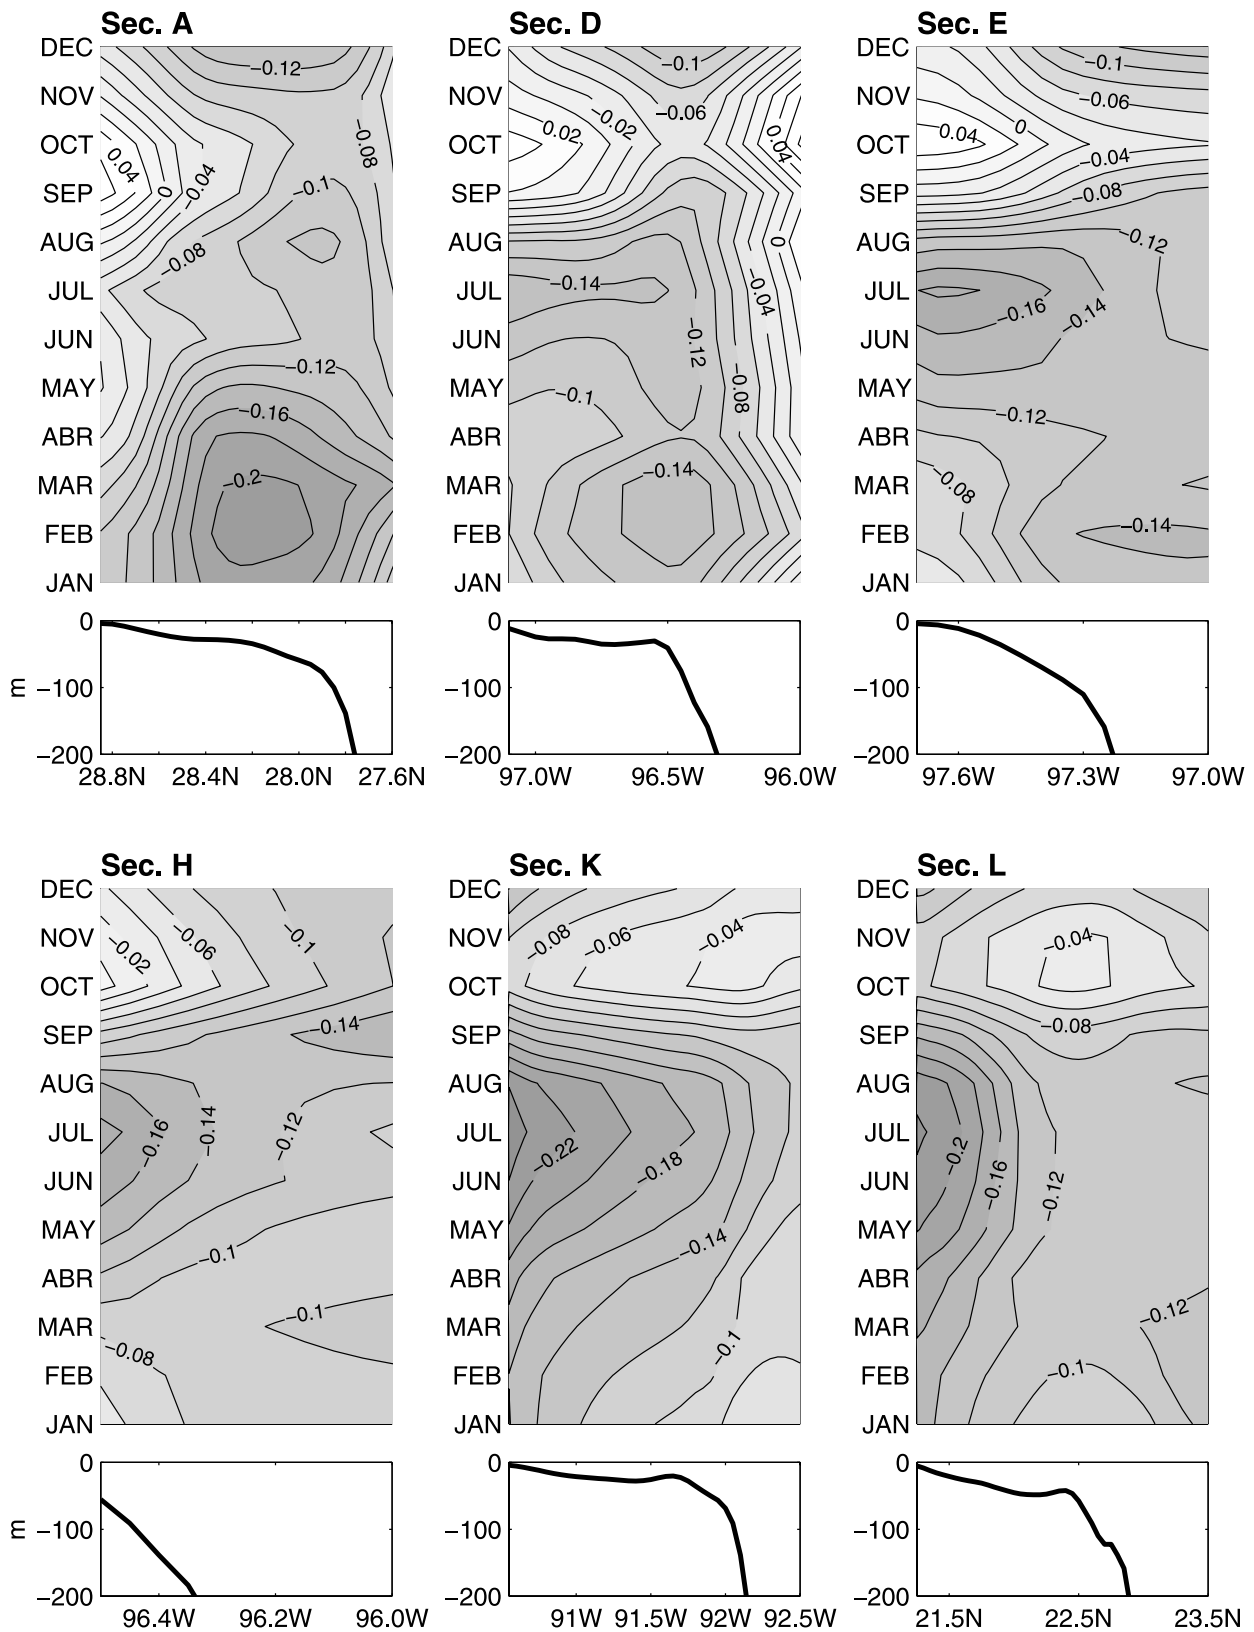 Sec. A Sec. D Sec. E
DEC DEC DEC
−0.12 −0.1 −0.1
NOV NOV NOV
−0.06 −0.06
−0.02
0.02 0.04 0
OCT OCT OCT
−0.08 0.04
0.04 −0.04
0 −0.04 −0.1 −0.08
SEP SEP SEP
AUG AUG AUG
−0.08 0 −0.12
JUL JUL JUL
−0.14 −0.04
−0.16 −0.14
JUN JUN JUN
−0.12 −0.12
MAY MAY MAY
−0.1 −0.08
−0.16 −0.12
ABR ABR ABR
−0.2 −0.14 −0.08
MAR MAR MAR
FEB FEB FEB
−0.14
JAN JAN JAN
0 0 0
m −100 −100 −100
−200 −200 −200
28.8N 28.4N 28.0N 27.6N 97.0W 96.5W 96.0W 97.6W 97.3W 97.0W
Sec. H Sec. K Sec. L
DEC DEC DEC
NOV NOV NOV
−0.02 −0.06 −0.1 −0.08 −0.06 −0.04 −0.04
OCT OCT OCT
−0.14 −0.08
SEP SEP SEP
AUG AUG AUG
−0.16 −0.14 −0.12
JUL JUL JUL
−0.22 −0.18 −0.2 −0.16 −0.12
JUN JUN JUN
MAY MAY MAY
−0.1 −0.14
ABR ABR ABR
−0.1 −0.12
MAR MAR MAR
−0.08 −0.1 −0.1
FEB FEB FEB
JAN JAN JAN
0 0 0
m −100 −100 −100
−200 −200 −200
96.4W 96.2W 96.0W 91W 91.5W 92W 92.5W 21.5N 22.5N 23.5N